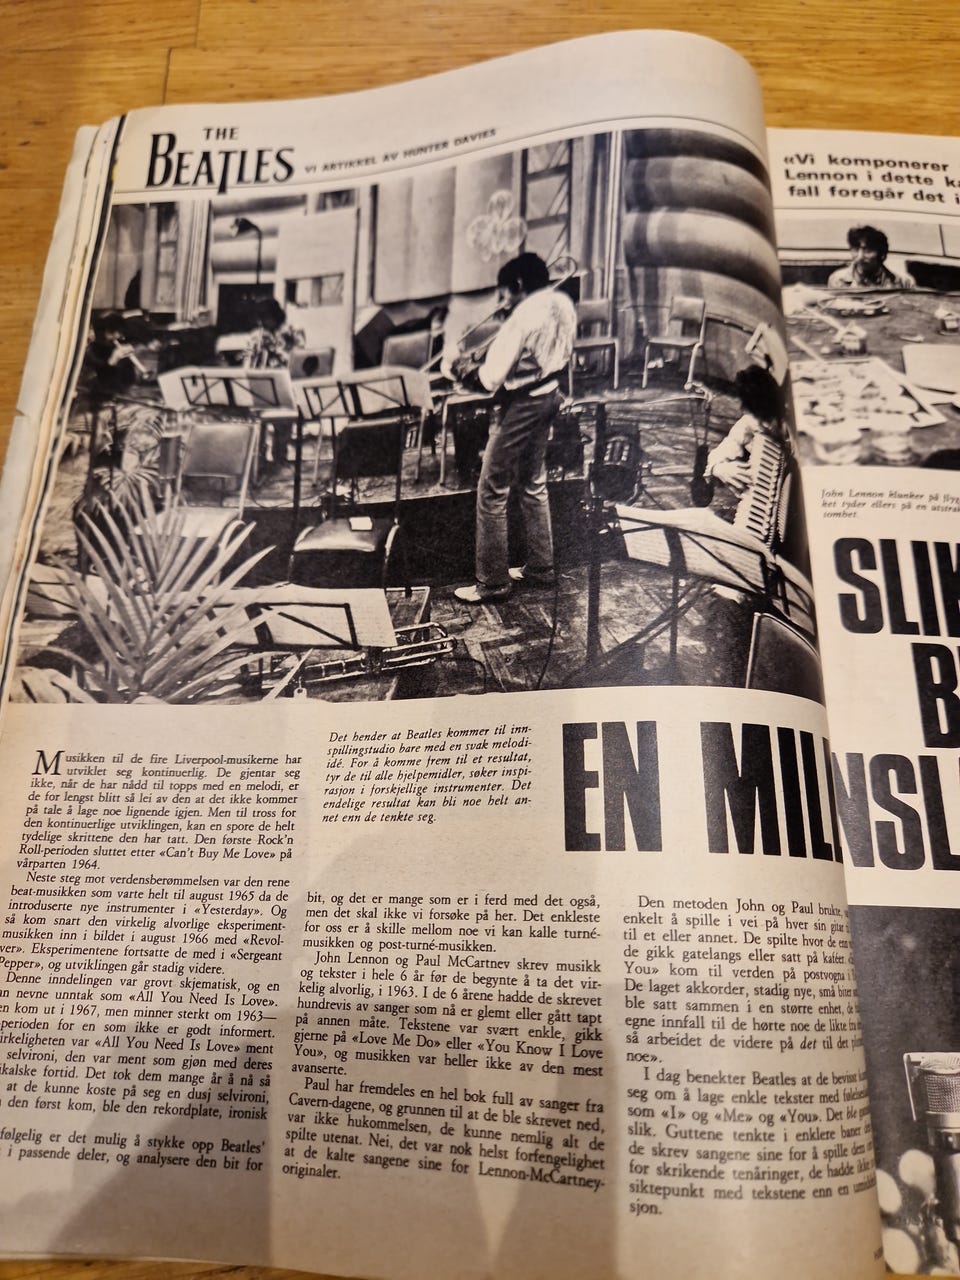 THE
BEATLES VI ARTIKKEL AV HUNTER DAVIES
Det hender at Beatles kommer til inn-
spillingstudio bare med en svak melodi-
idé. For å komme frem til et resultat,
tyr de til alle hjelpemidler, søker inspi-
rasjon i forskjellige instrumenter. Det
endelige resultat kan bli noe helt an-
net enn de tenkte seg.
EN MILL
Musikken til de fire Liverpool-musikerne har
utviklet seg kontinuerlig. De gjentar seg
ikke, når de har nådd til topps med en melodi, er
de for lengst blitt så lei av den at det ikke kommer
på tale å lage noe lignende igjen. Men til tross for
den kontinuerlige utviklingen, kan en spore de helt
tydelige skrittene den har tatt. Den første Rock'n
Roll-perioden sluttet etter «Can't Buy Me Love» på
vårparten 1964.
Neste steg mot verdensberømmelsen var den rene
beat-musikken som varte helt til august 1965 da de
introduserte nye instrumenter i «Yesterday». Og
så kom snart den virkelig alvorlige eksperiment-
musikken inn i bildet i august 1966 med «Revol-
ver». Eksperimentene fortsatte de med i «Sergeant
Pepper», og utviklingen går stadig videre.
Denne inndelingen var grovt skjematisk, og en
nevne unntak som «All You Need Is Love».
kom ut i 1967, men minner sterkt om 1963—
perioden for en som ikke er godt informert.
virkeligheten var «All You Need Is Love» ment
selvironi, den var ment som gjøn med deres
fortid. Det tok dem mange år å nå så
at de kunne koste på seg en dusj selvironi,
den først kom, ble den rekordplate, ironisk
følgelig er det mulig å stykke opp Beatles'
i passende deler, og analysere den bit for
bit, og det er mange som er i ferd med det også,
men det skal ikke vi forsøke på her. Det enkleste
for oss er å skille mellom noe vi kan kalle turné-
musikken og post-turné-musikken.
John Lennon og Paul McCartney skrev musikk
og tekster i hele 6 år før de begynte å ta det vir-
kelig alvorlig, i 1963. I de 6 årene hadde de skrevet
hundrevis av sanger som nå er glemt eller gått tapt
på annen måte. Tekstene var svært enkle, gikk
gjerne på «Love Me Do» eller «You Know I Love
You», og musikken var heller ikke av den mest
avanserte.
Paul har fremdeles en hel bok full av sanger fra
Cavern-dagene, og grunnen til at de ble skrevet ned,
var ikke hukommelsen, de kunne nemlig alt de
spilte utenat. Nei, det var nok helst forfengelighet
at de kalte sangene sine for Lennon-McCartney-
originaler.
Den metoden John og Paul brukte,
enkelt å spille i vei på hver sin gitar
til et eller annet. De spilte hvor de enn
de gikk gatelangs eller satt på kaféer.
You» kom til verden på postvogna i
De laget akkorder, stadig nye, små biter
ble satt sammen i en større enhet, de
egne innfall til de hørte noe de likte fra
så arbeidet de videre på det til det
noe».
I dag benekter Beatles at de bevisst
seg om å lage enkle tekster med
som «I» og «Me» og «You». Det ble
slik. Guttene tenkte i enklere baner
de skrev sangene sine for å spille dem
for skrikende tenåringer, de hadde ikke
siktepunkt med tekstene enn en
sjon.
«Vi komponerer
Lennon i dette
fall foregår det i
John Lennon klunker på
ket tyder ellers på en
sombet.
SLIK
B
NSL